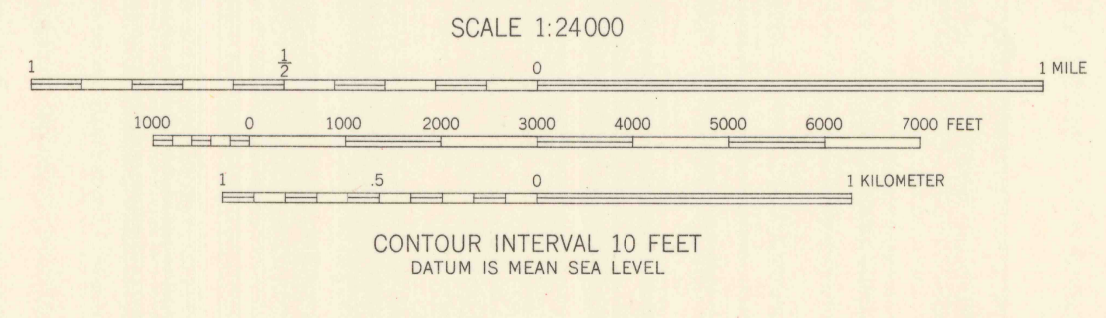 SCALE 1:24000
1 1/2 0 1 MILE
1000 0 1000 2000 3000 4000 5000 6000 7000 FEET
1 .5 0 1 KILOMETER
CONTOUR INTERVAL 10 FEET
DATUM IS MEAN SEA LEVEL